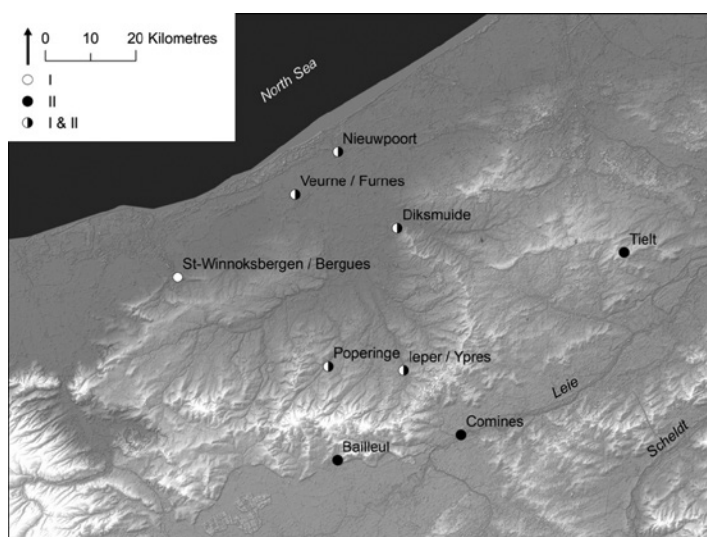 0 10 20 Kilometres
I
II
I & II
North Sea
Nieuwpoort
Veurne / Furnes
Diksmuide
Tielt
St-Winnoksbergen / Bergues
Poperinge
Ieper / Ypres
Leie
Comines
Scheldt
Bailleul